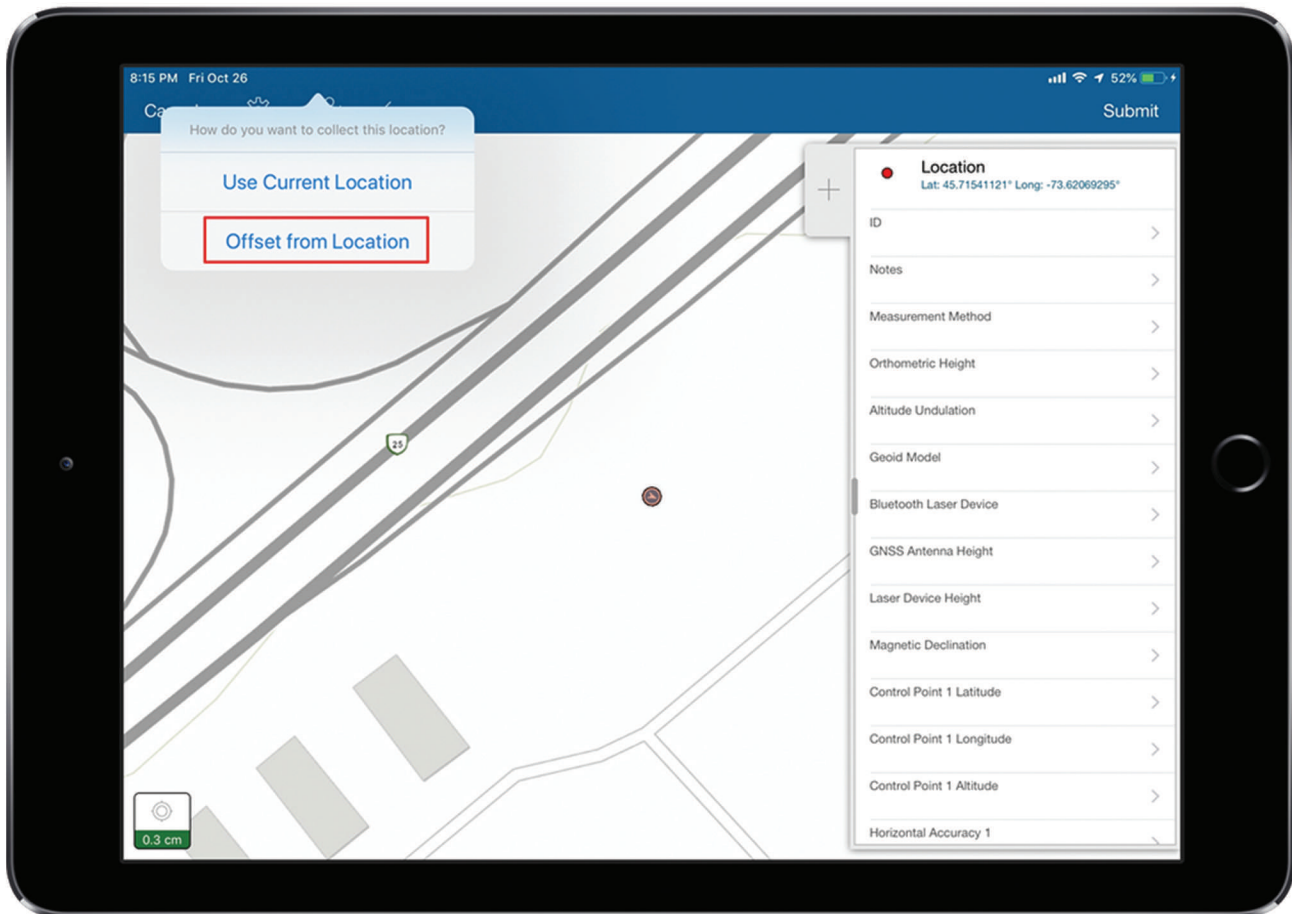 8:15 PM Fri Oct 26
52%
Submit
How do you want to collect this location?
Use Current Location
Offset from Location
25
0.3 cm
Location
Lat: 45.71541121° Long: -73.62069295°
ID
Notes
Measurement Method
Orthometric Height
Altitude Undulation
Geoid Model
Bluetooth Laser Device
GNSS Antenna Height
Laser Device Height
Magnetic Declination
Control Point 1 Latitude
Control Point 1 Longitude
Control Point 1 Altitude
Horizontal Accuracy 1